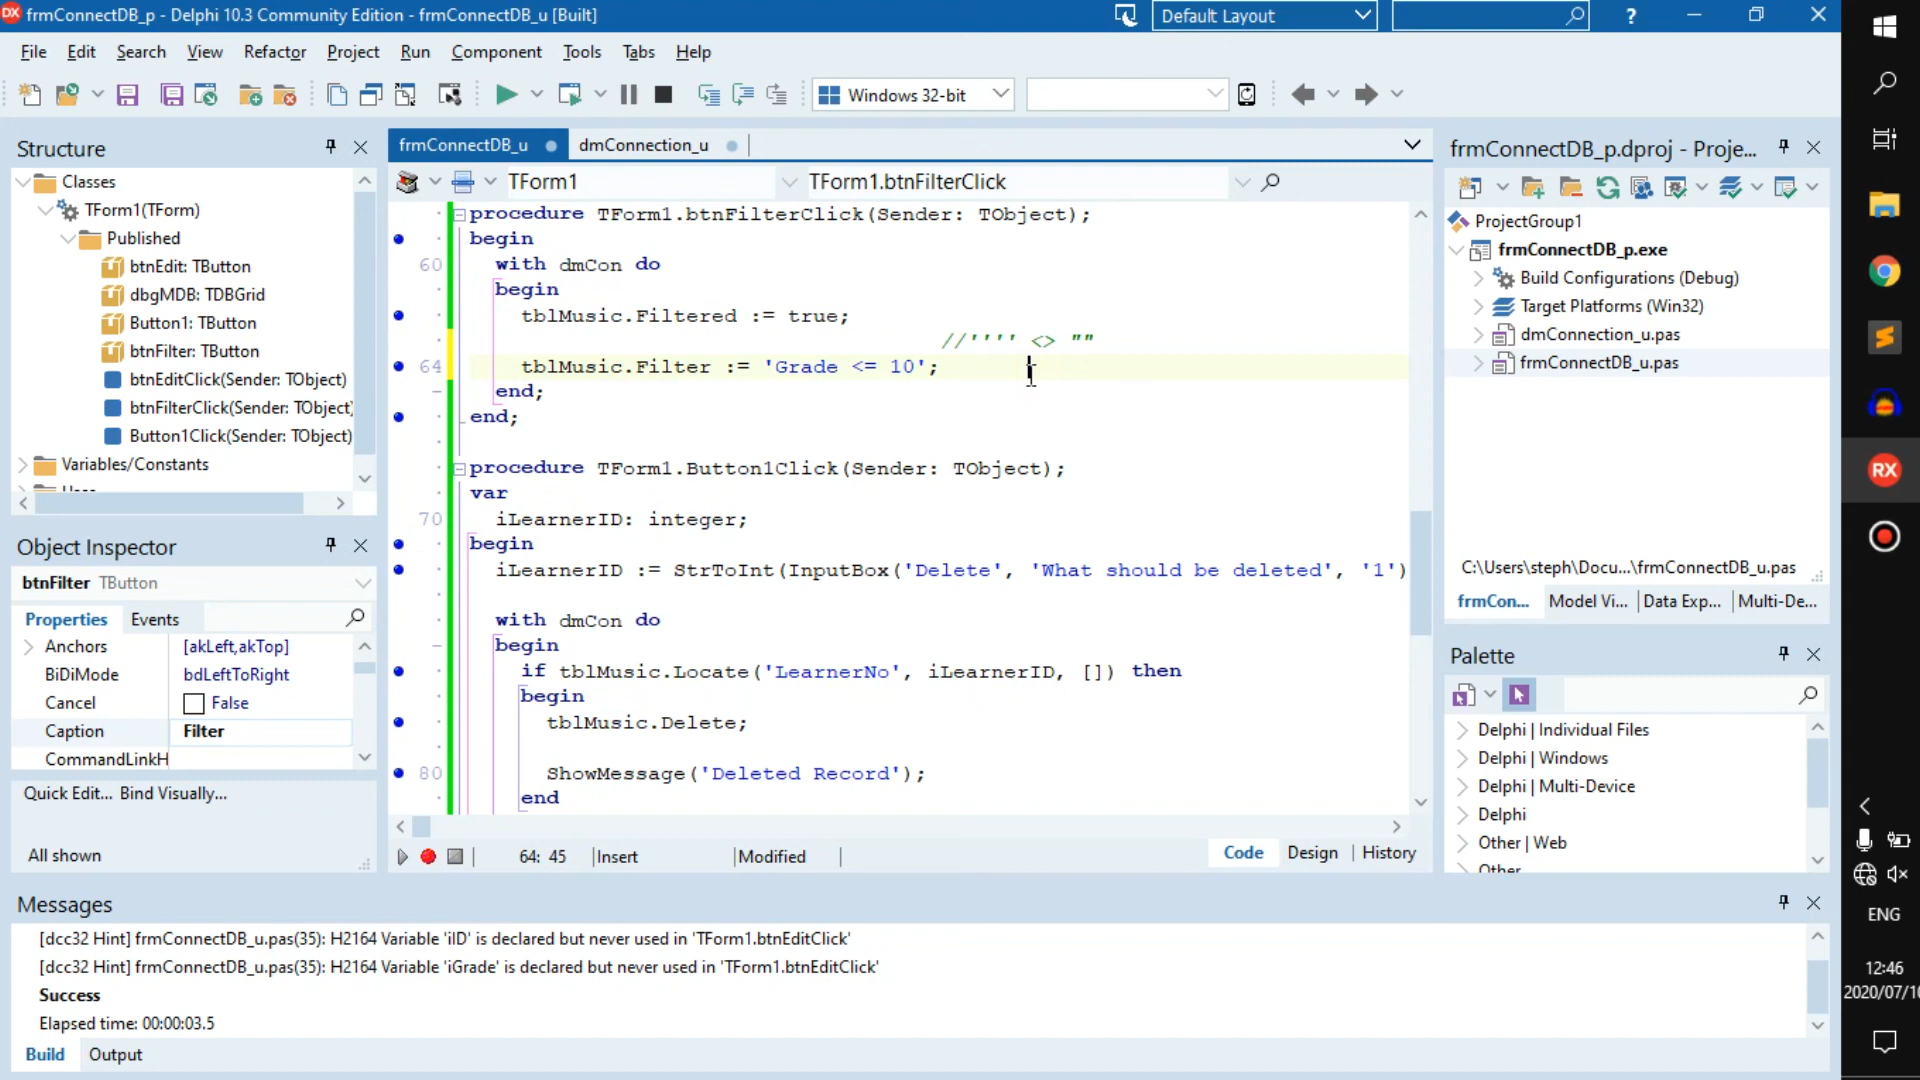 frmConnectDB_p - Delphi 10.3 Community Edition - frmConnectDB_u [Built]
Default Layout
File Edit Search View Refactor Project Run Component Tools Tabs Help
Windows 32-bit
Structure
Classes
TForm1(TForm)
Published
btnEdit: TButton
dbgMDB: TDBGrid
Button1: TButton
btnFilter: TButton
btnEditClick(Sender: TObject)
btnFilterClick(Sender: TObject)
Button1Click(Sender: TObject)
Variables/Constants
Object Inspector
btnFilter TButton
Properties Events
Anchors [akLeft,akTop]
BiDiMode bdLeftToRight
Cancel False
Caption Filter
CommandLinkH
Quick Edit... Bind Visually...
All shown
frmConnectDB_u dmConnection_u
TForm1 TForm1.btnFilterClick
procedure TForm1.btnFilterClick(Sender: TObject);
begin
60 with dmCon do
begin
tblMusic.Filtered := true;
//'''' <> ""
64 tblMusic.Filter := 'Grade <= 10';
end;
end;
procedure TForm1.Button1Click(Sender: TObject);
var
70 iLearnerID: integer;
begin
iLearnerID := StrToInt(InputBox('Delete', 'What should be deleted', '1')
with dmCon do
begin
if tblMusic.Locate('LearnerNo', iLearnerID, []) then
begin
tblMusic.Delete;
80 ShowMessage('Deleted Record');
end
64: 45 Insert Modified
Code Design History
frmConnectDB_p.dproj - Proje...
ProjectGroup1
frmConnectDB_p.exe
Build Configurations (Debug)
Target Platforms (Win32)
dmConnection_u.pas
frmConnectDB_u.pas
C:\Users\steph\Docu...\frmConnectDB_u.pas
frmCon... Model Vi... Data Exp... Multi-De...
Palette
Delphi | Individual Files
Delphi | Windows
Delphi | Multi-Device
Delphi
Other | Web
Other
Messages
[dcc32 Hint] frmConnectDB_u.pas(35): H2164 Variable 'iID' is declared but never used in 'TForm1.btnEditClick'
[dcc32 Hint] frmConnectDB_u.pas(35): H2164 Variable 'iGrade' is declared but never used in 'TForm1.btnEditClick'
Success
Elapsed time: 00:00:03.5
Build Output
DX
RX
ENG
12:46
2020/07/10